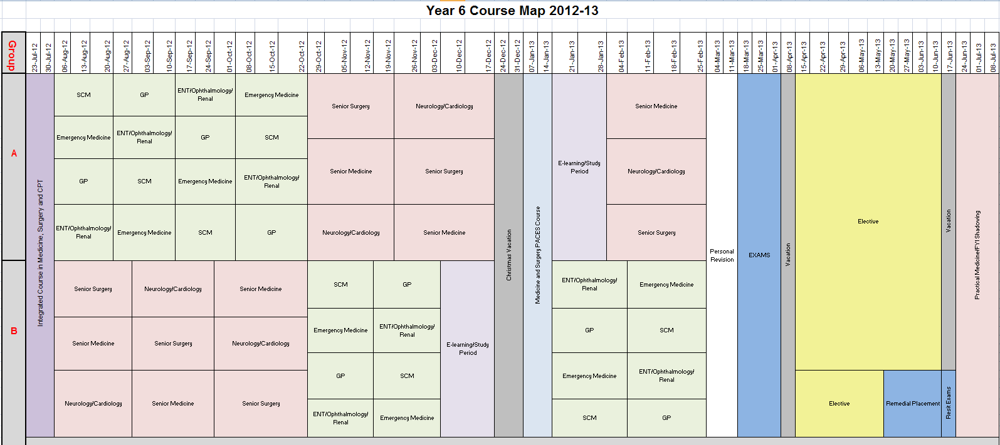 Year 6 Course Map 2012-13
Group
23-Jul-12
30-Jul-12
06-Aug-12
13-Aug-12
20-Aug-12
27-Aug-12
03-Sep-12
10-Sep-12
17-Sep-12
24-Sep-12
01-Oct-12
08-Oct-12
15-Oct-12
22-Oct-12
29-Oct-12
05-Nov-12
12-Nov-12
19-Nov-12
26-Nov-12
03-Dec-12
10-Dec-12
17-Dec-12
24-Dec-12
31-Dec-12
07-Jan-13
14-Jan-13
21-Jan-13
28-Jan-13
04-Feb-13
11-Feb-13
18-Feb-13
25-Feb-13
04-Mar-13
11-Mar-13
18-Mar-13
25-Mar-13
01-Apr-13
08-Apr-13
15-Apr-13
22-Apr-13
29-Apr-13
06-May-13
13-May-13
20-May-13
27-May-13
03-Jun-13
10-Jun-13
17-Jun-13
24-Jun-13
01-Jul-13
08-Jul-13
A
Integrated Course in Medicine, Surgery and CPT
SCM
GP
ENT/Ophthalmology/
Renal
Emergency Medicine
Emergency Medicine
ENT/Ophthalmology/
Renal
GP
SCM
GP
SCM
Emergency Medicine
ENT/Ophthalmology/
Renal
ENT/Ophthalmology/
Renal
Emergency Medicine
SCM
GP
Senior Surgery
Neurology/Cardiology
Senior Medicine
Senior Surgery
Neurology/Cardiology
Senior Medicine
Christmas Vacation
Medicine and Surgery PACES Course
E-learning/Study
Period
Senior Medicine
Neurology/Cardiology
Senior Surgery
Personal
Revision
EXAMS
Vacation
Elective
Vacation
Practical Medicine/FY1 Shadowing
B
Senior Surgery
Neurology/Cardiology
Senior Medicine
Senior Medicine
Senior Surgery
Neurology/Cardiology
Neurology/Cardiology
Senior Medicine
Senior Surgery
SCM
GP
Emergency Medicine
ENT/Ophthalmology/
Renal
GP
SCM
ENT/Ophthalmology/
Renal
Emergency Medicine
E-learning/Study
Period
ENT/Ophthalmology/
Renal
Emergency Medicine
GP
SCM
Emergency Medicine
ENT/Ophthalmology/
Renal
SCM
GP
Elective
Remedial Placement
Resit Exams